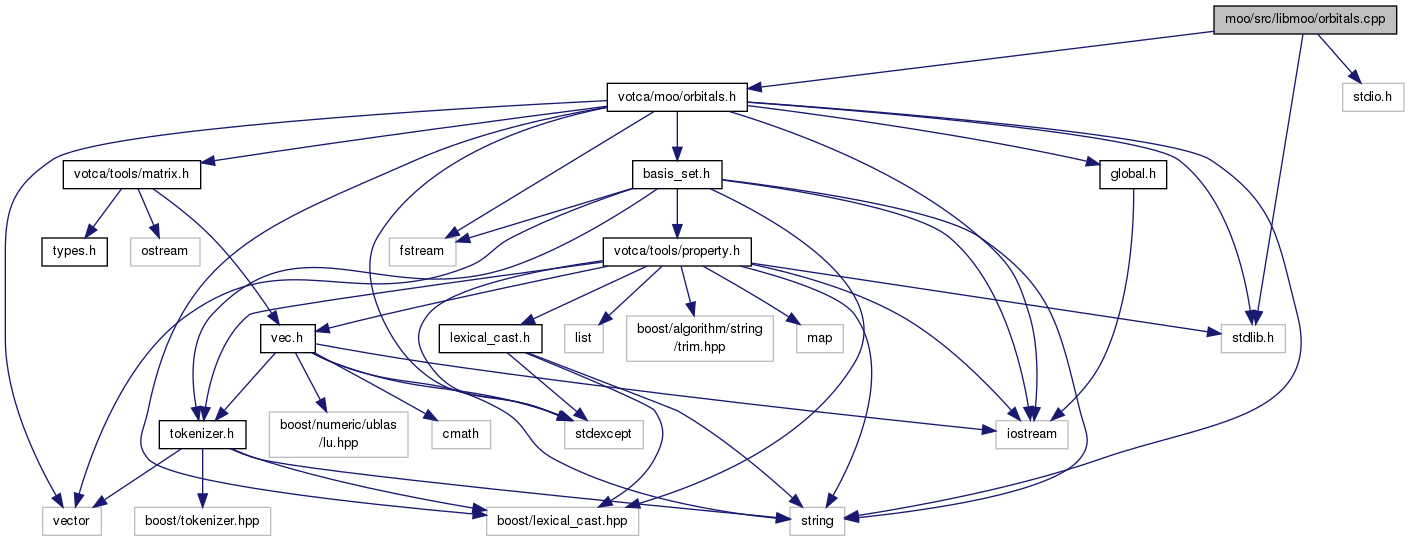 moo/src/libmoo/orbitals.cpp
votca/moo/orbitals.h
stdio.h
votca/tools/matrix.h
basis_set.h
global.h
types.h
ostream
fstream
votca/tools/property.h
vec.h
lexical_cast.h
list
boost/algorithm/string
/trim.hpp
map
stdlib.h
tokenizer.h
boost/numeric/ublas
/lu.hpp
cmath
stdexcept
iostream
vector
boost/tokenizer.hpp
boost/lexical_cast.hpp
string